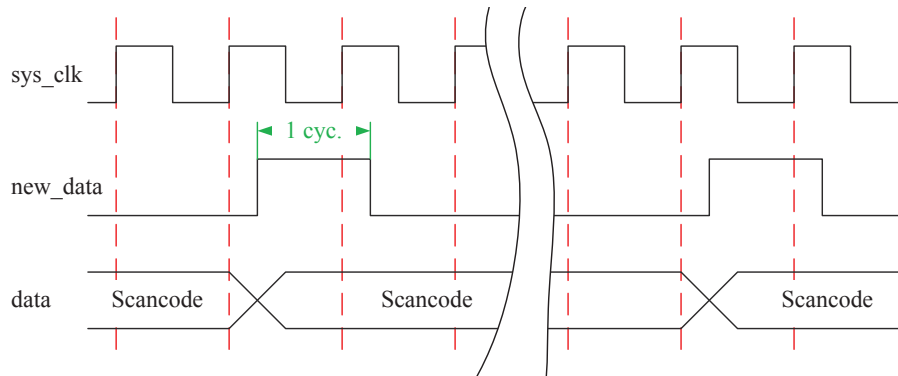 sys_clk
1 cyc.
new_data
data
Scancode
Scancode
Scancode